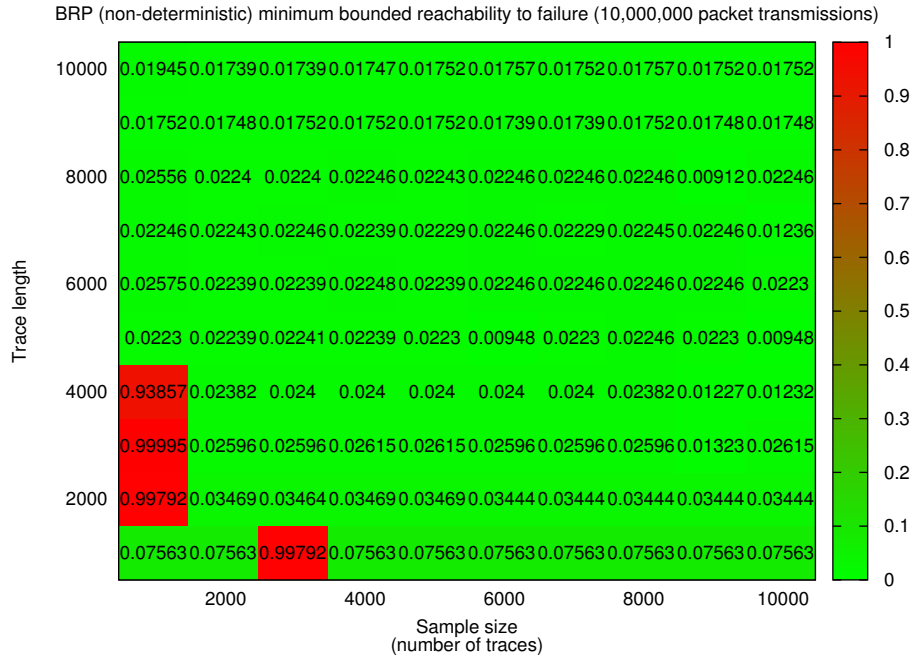 BRP (non-deterministic) minimum bounded reachability to failure (10,000,000 packet transmissions)
10000 0.01945 0.01739 0.01739 0.01747 0.01752 0.01757 0.01752 0.01757 0.01752 0.01752
0.01752 0.01748 0.01752 0.01752 0.01752 0.01739 0.01739 0.01752 0.01748 0.01748
8000 0.02556 0.0224 0.0224 0.02246 0.02243 0.02246 0.02246 0.02246 0.00912 0.02246
0.02246 0.02243 0.02246 0.02239 0.02229 0.02246 0.02229 0.02245 0.02246 0.01236
6000 0.02575 0.02239 0.02239 0.02248 0.02239 0.02246 0.02246 0.02246 0.02246 0.0223
0.0223 0.02239 0.02241 0.02239 0.0223 0.00948 0.0223 0.02246 0.0223 0.00948
4000 0.93857 0.02382 0.024 0.024 0.024 0.024 0.024 0.02382 0.01227 0.01232
0.99995 0.02596 0.02596 0.02615 0.02615 0.02596 0.02596 0.02596 0.01323 0.02615
2000 0.99792 0.03469 0.03464 0.03469 0.03469 0.03444 0.03444 0.03444 0.03444 0.03444
0.07563 0.07563 0.99792 0.07563 0.07563 0.07563 0.07563 0.07563 0.07563 0.07563
2000 4000 6000 8000 10000
Sample size
(number of traces)
Trace length
1
0.9
0.8
0.7
0.6
0.5
0.4
0.3
0.2
0.1
0